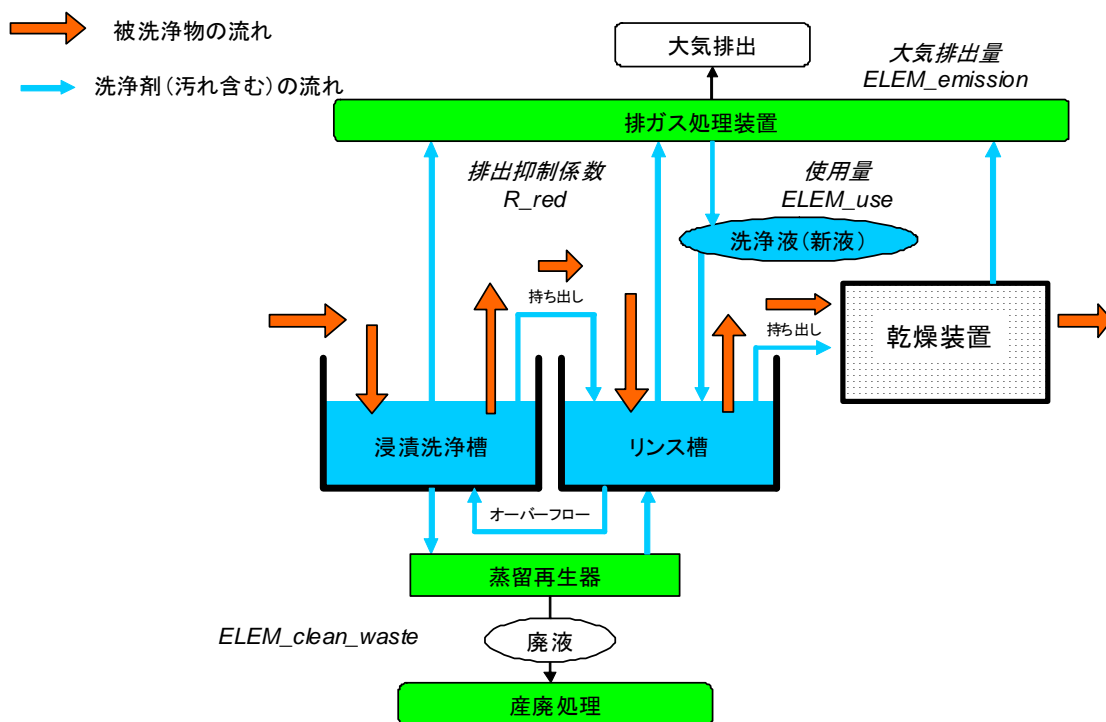 被洗浄物の流れ
洗浄剤(汚れ含む)の流れ
大気排出
大気排出量
ELEM_emission
排ガス処理装置
排出抑制係数
R_red
使用量
ELEM_use
洗浄液(新液)
持ち出し
持ち出し
乾燥装置
浸漬洗浄槽
リンス槽
オーバーフロー
蒸留再生器
ELEM_clean_waste
廃液
産廃処理